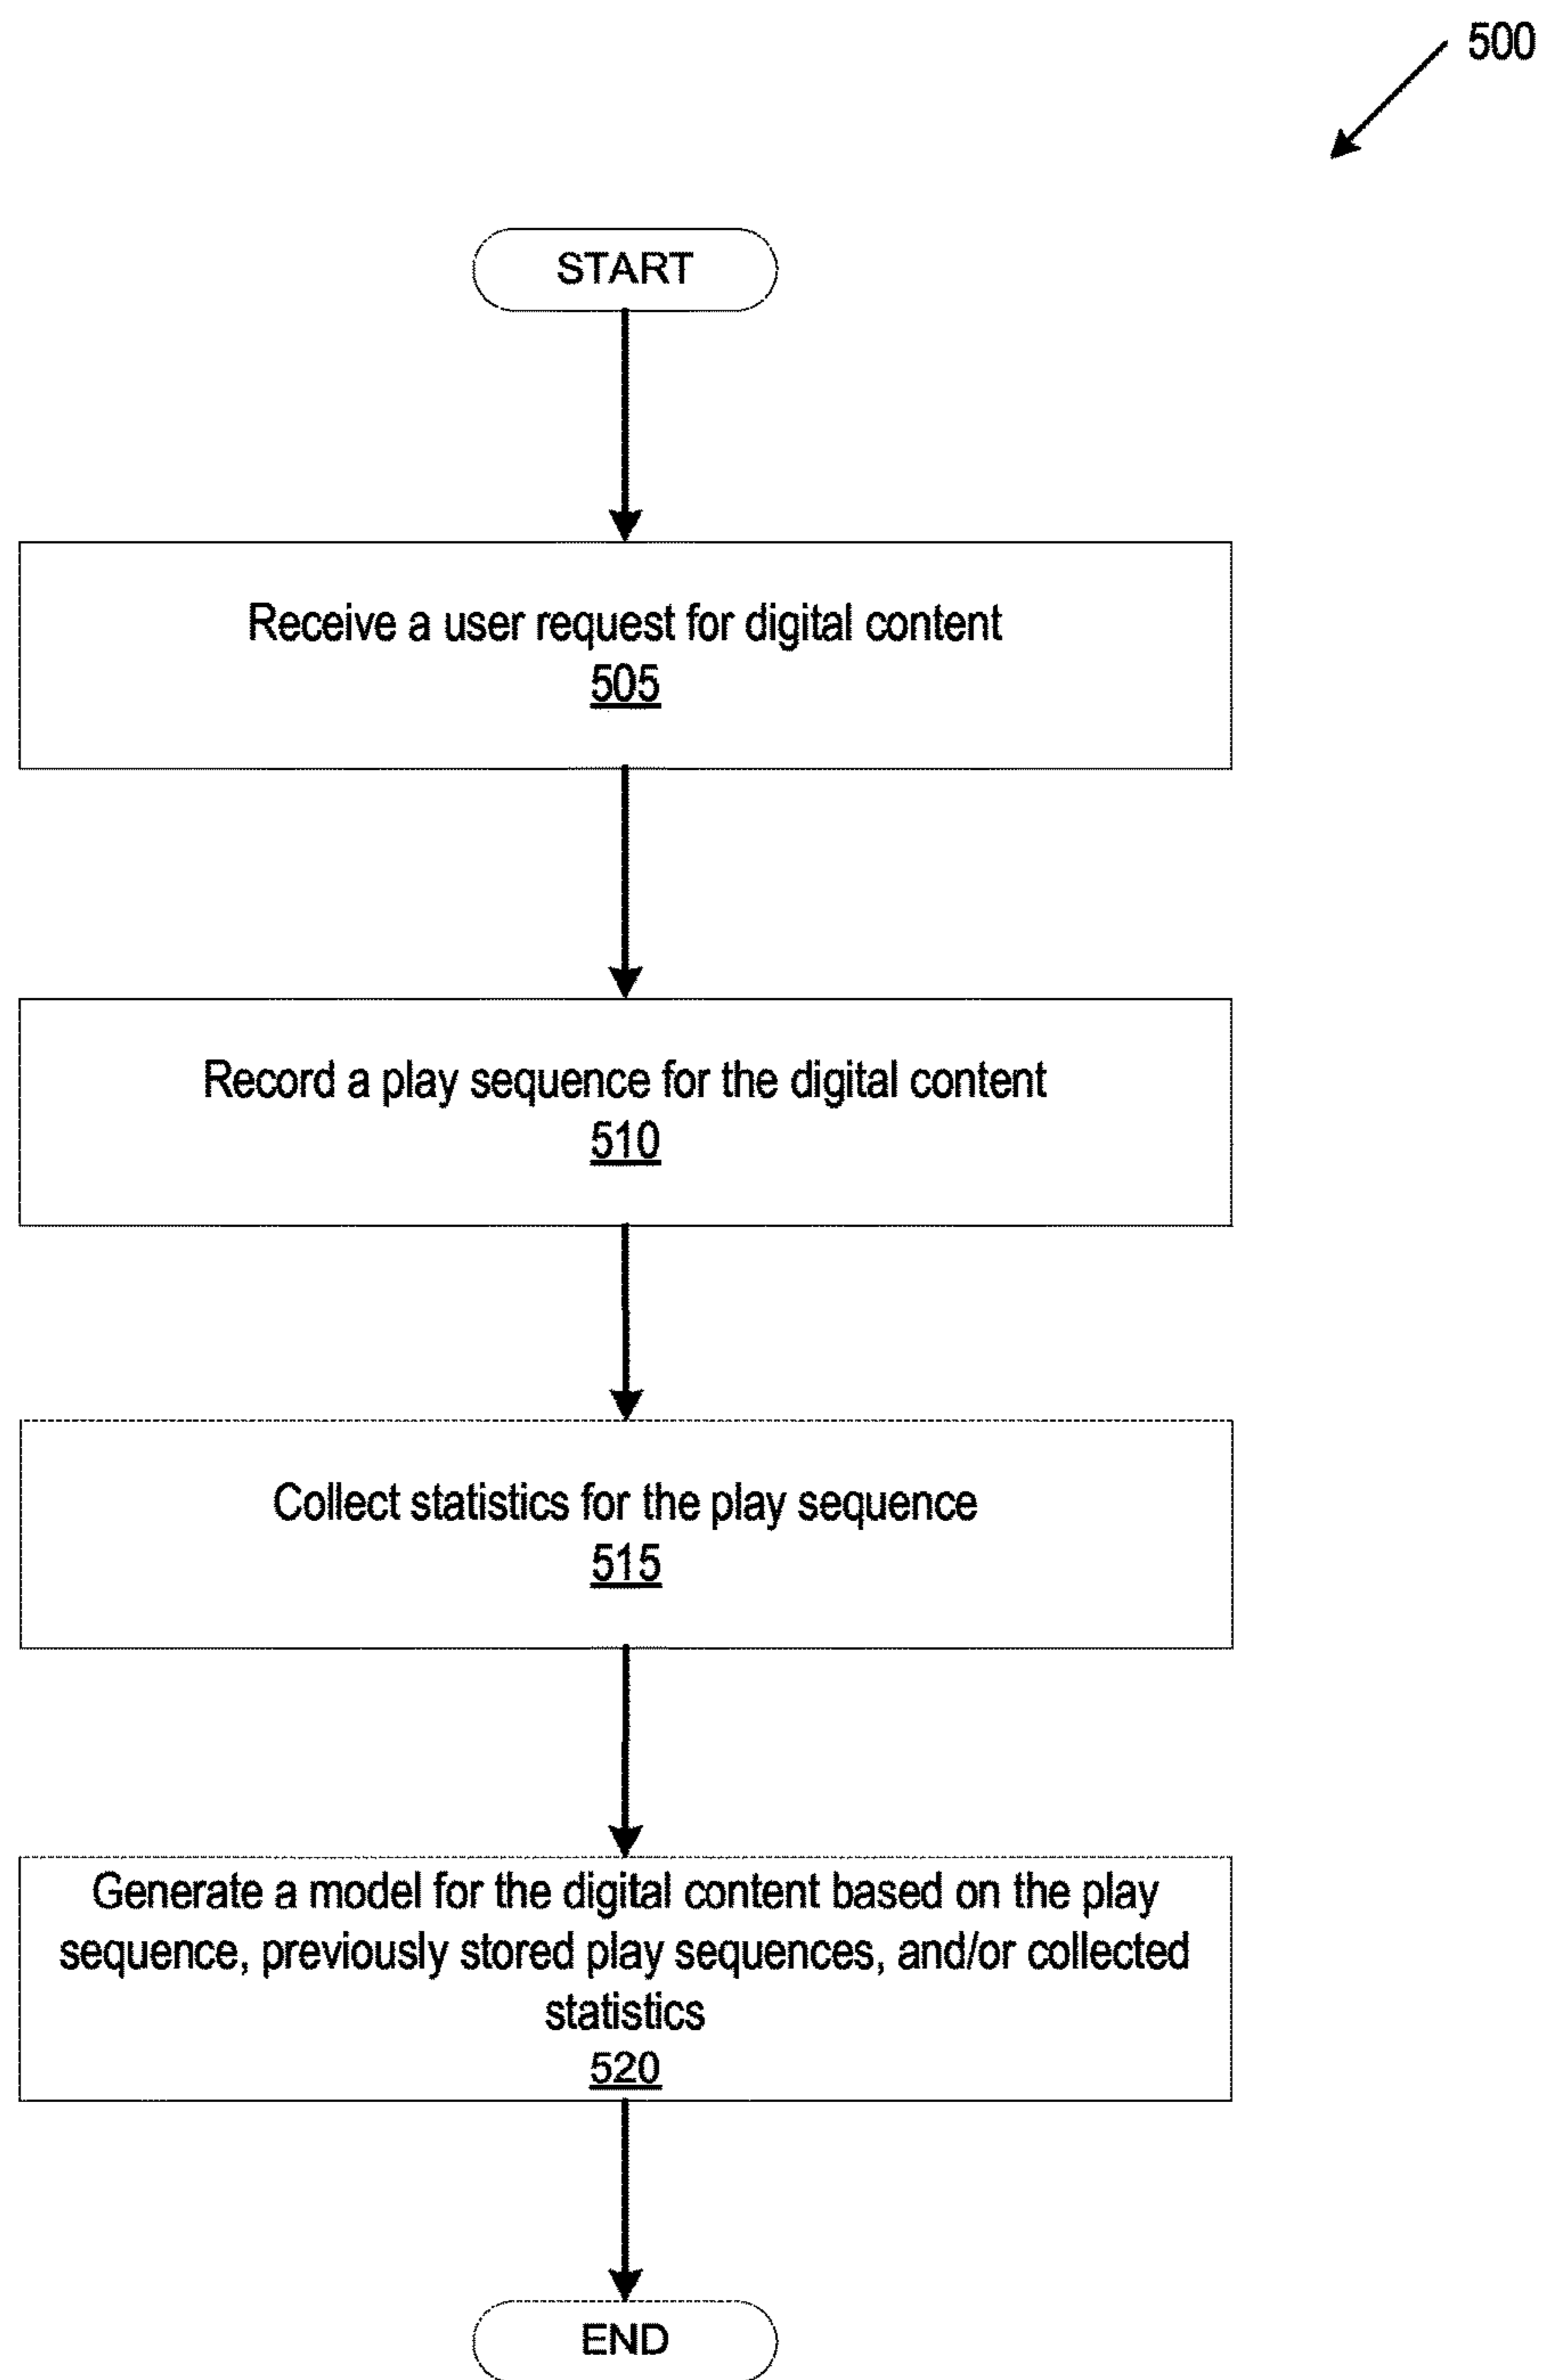 500
START
Receive a user request for digital content
505
Record a play sequence for the digital content
510
Collect statistics for the play sequence
515
Generate a model for the digital content based on the play
sequence, previously stored play sequences, and/or collected
statistics
520
END